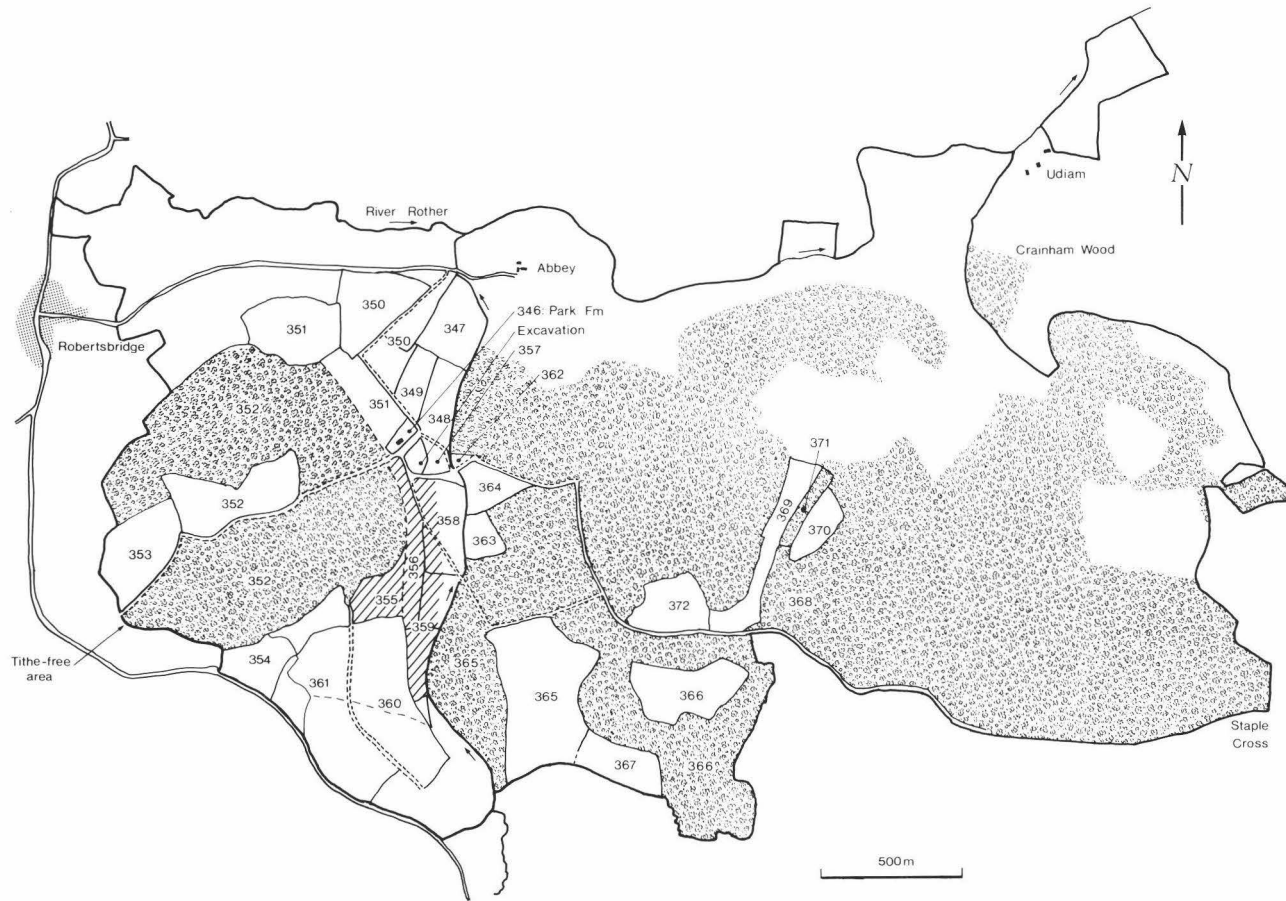 N
Udiam
Crainham Wood
River Rother
Abbey
Robertsbridge
346: Park Fm
Excavation
357
362
350
351
347
350
349
351
348
352
352
353
352
364
363
358
356
355
359
354
361
360
365
365
366
367
366
371
369
370
372
368
Tithe-free
area
Staple
Cross
500m